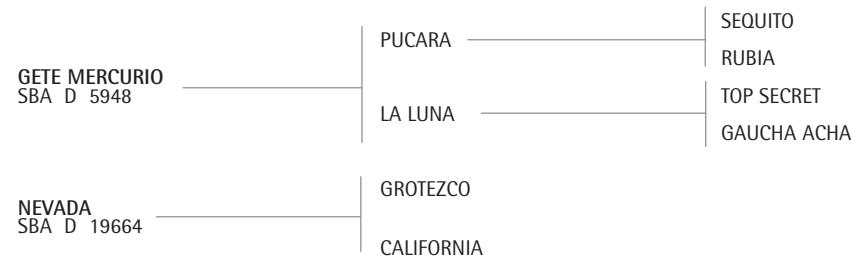 GETE MERCURIO
SBA D 5948
PUCARA
SEQUITO
RUBIA
LA LUNA
TOP SECRET
GAUCHA ACHA
NEVADA
SBA D 19664
GROTEZCO
CALIFORNIA